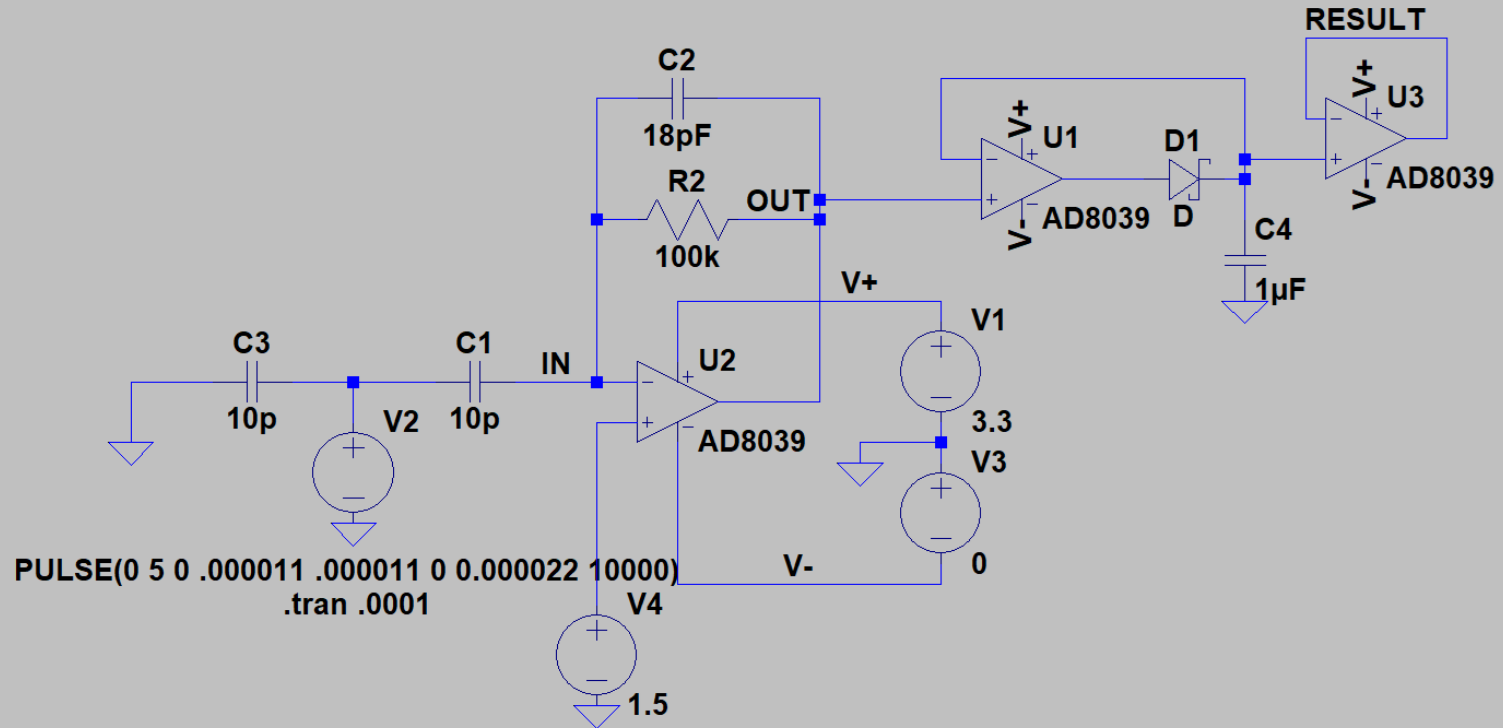 RESULT
C2
18pF
R2
100k
OUT
V+
U1
V-
AD8039
D1
D
V+
U3
V-
AD8039
C4
1µF
V+
V1
3.3
C3
10p
C1
10p
IN
U2
AD8039
V2
V3
0
V-
PULSE(0 5 0 .000011 .000011 0 0.000022 10000)
.tran .0001
V4
1.5